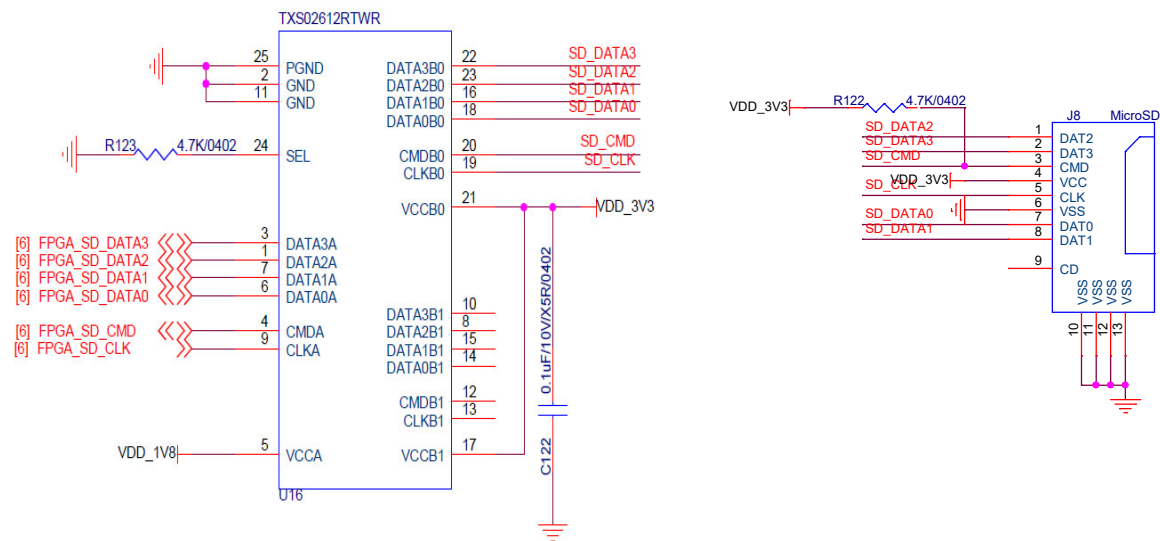 TXS02612RTWR
25 PGND
2 GND
11 GND
R123 4.7K/0402 24 SEL
[6] FPGA_SD_DATA3 3 DATA3A
[6] FPGA_SD_DATA2 1 DATA2A
[6] FPGA_SD_DATA1 7 DATA1A
[6] FPGA_SD_DATA0 6 DATA0A
[6] FPGA_SD_CMD 4 CMDA
[6] FPGA_SD_CLK 9 CLKA
VDD_1V8 5 VCCA
U16
DATA3B0 22 SD_DATA3
DATA2B0 23 SD_DATA2
DATA1B0 16 SD_DATA1
DATA0B0 18 SD_DATA0
CMDB0 20 SD_CMD
CLKB0 19 SD_CLK
VCCB0 21 VDD_3V3
DATA3B1 10
DATA2B1 8
DATA1B1 15
DATA0B1 14
CMDB1 12
CLKB1 13
VCCB1 17
0.1uF/10V/X5R/0402
C122
VDD_3V3 R122 4.7K/0402
J8 MicroSD
SD_DATA2 1 DAT2
SD_DATA3 2 DAT3
SD_CMD 3 CMD
VDD_3V3 4 VCC
SD_CLK 5 CLK
6 VSS
SD_DATA0 7 DAT0
SD_DATA1 8 DAT1
9 CD
VSS VSS VSS VSS
10 11 12 13